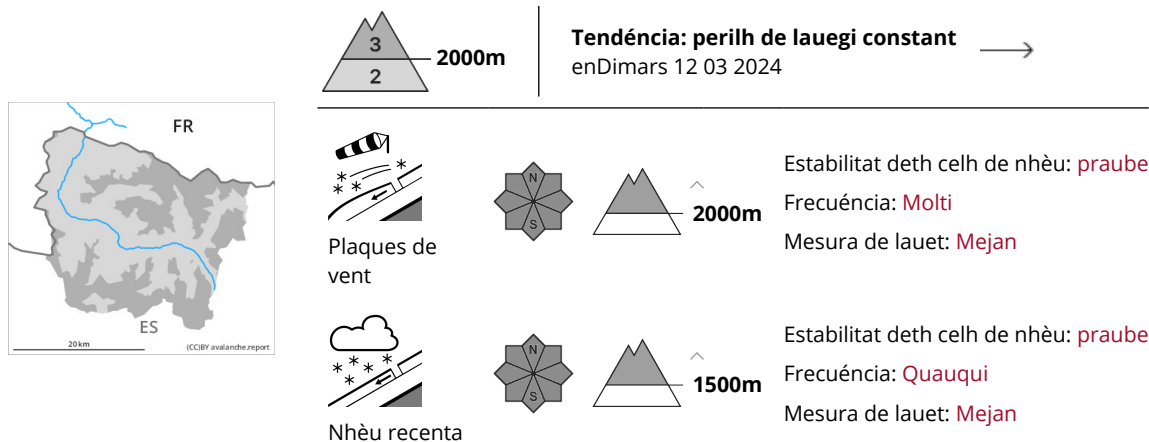 3
2
2000m
Tendéncia: perilh de lauegi constant
enDimars 12 03 2024
FR
ES
20 km
(CC)BY avalanche.report
Plaques de
vent
N
S
2000m
Estabilitat deth celh de nhèu: praube
Frecuéncia: Molti
Mesura de lauet: Mejan
Nhèu recenta
N
S
1500m
Estabilitat deth celh de nhèu: praube
Frecuéncia: Quauqui
Mesura de lauet: Mejan